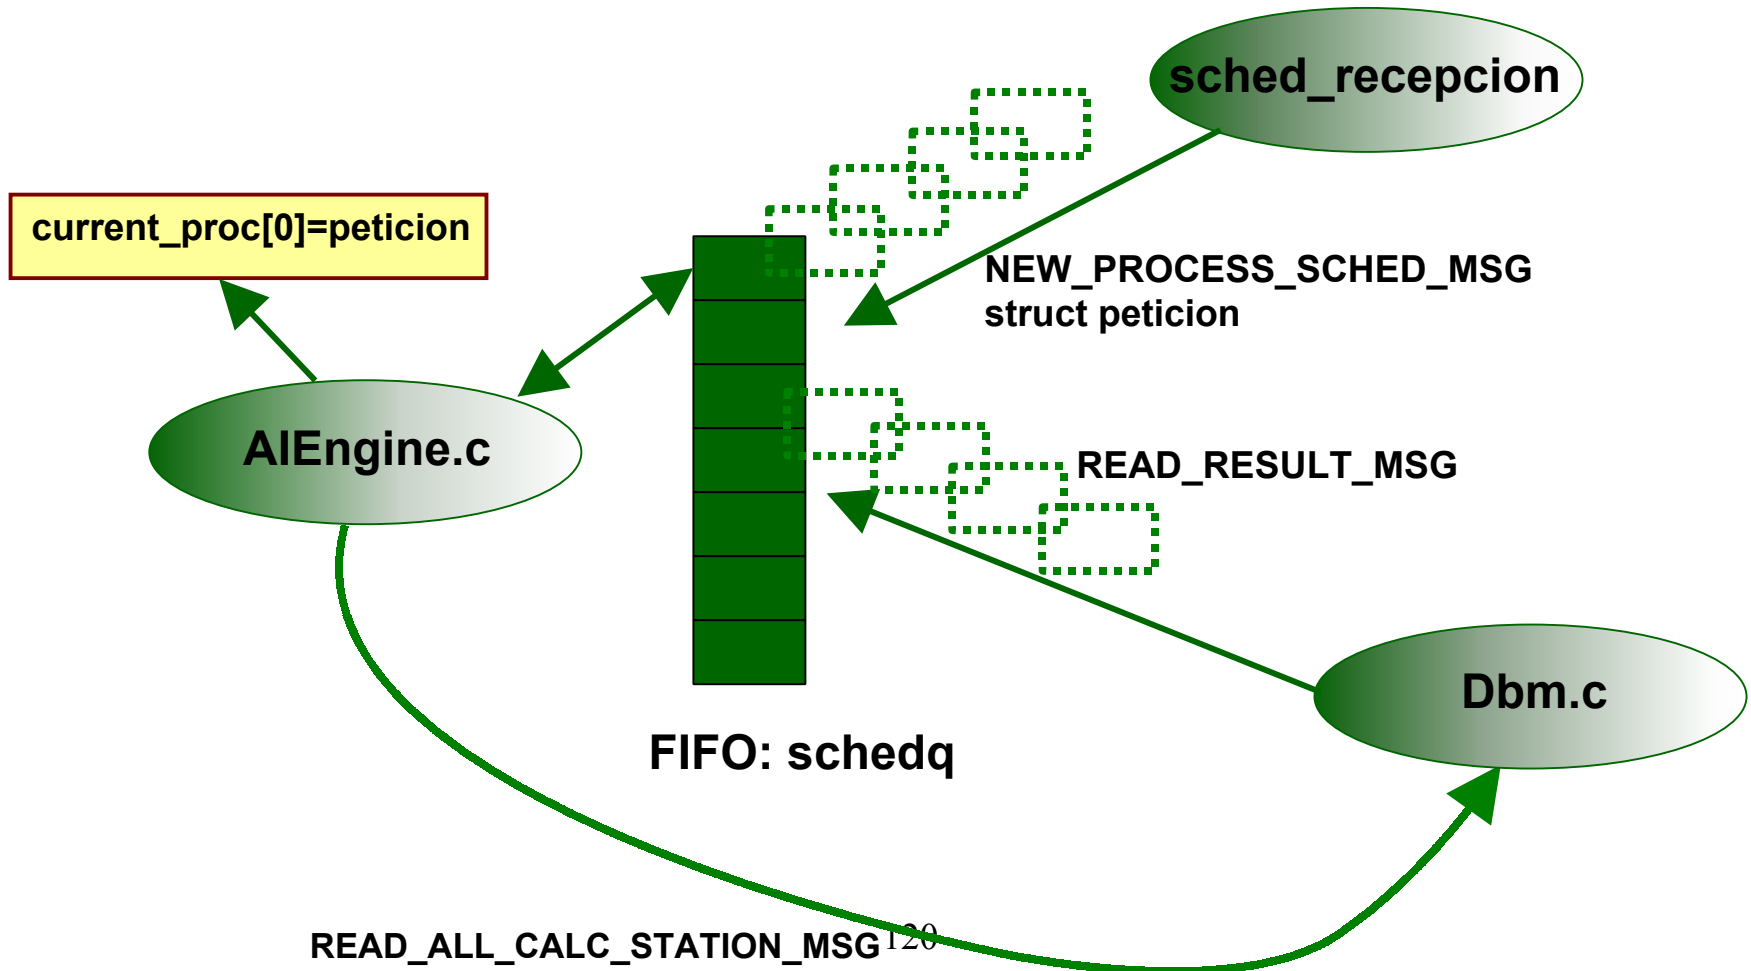 sched_recepcion
current_proc[0]=peticion
NEW_PROCESS_SCHED_MSG
struct peticion
AIEngine.c
READ_RESULT_MSG
Dbm.c
FIFO: schedq
READ_ALL_CALC_STATION_MSG
120